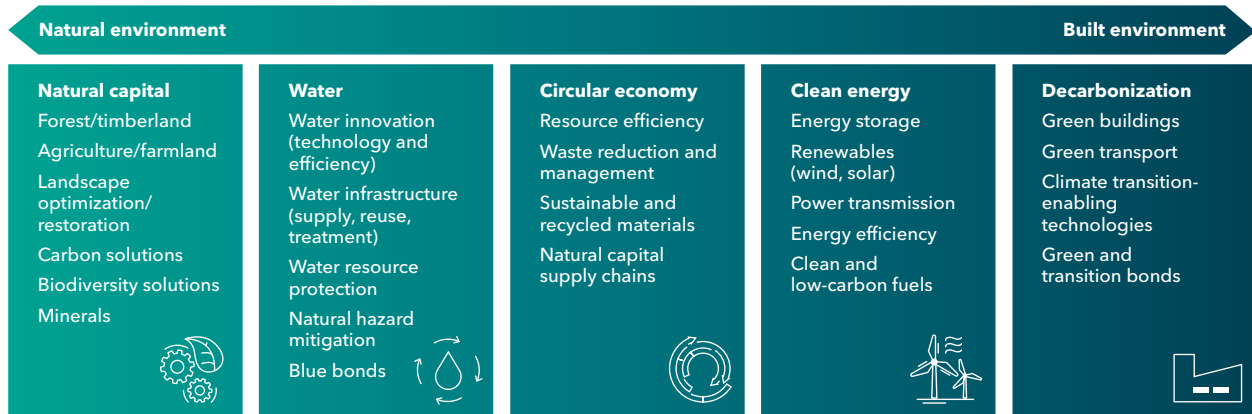 Natural environment
Built environment
Natural capital
Forest/timberland
Agriculture/farmland
Landscape
optimization/
restoration
Carbon solutions
Biodiversity solutions
Minerals
Water
Water innovation
(technology and
efficiency)
Water infrastructure
(supply, reuse,
treatment)
Water resource
protection
Natural hazard
mitigation
Blue bonds
Circular economy
Resource efficiency
Waste reduction and
management
Sustainable and
recycled materials
Natural capital
supply chains
Clean energy
Energy storage
Renewables
(wind, solar)
Power transmission
Energy efficiency
Clean and
low-carbon fuels
Decarbonization
Green buildings
Green transport
Climate transition-
enabling
technologies
Green and
transition bonds